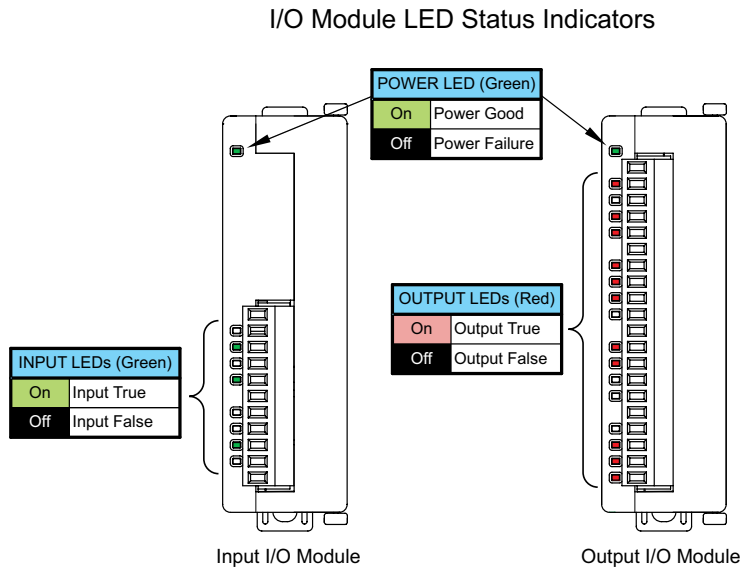 I/O Module LED Status Indicators
POWER LED (Green)
On Power Good
Off Power Failure
OUTPUT LEDs (Red)
On Output True
Off Output False
INPUT LEDs (Green)
On Input True
Off Input False
Input I/O Module
Output I/O Module